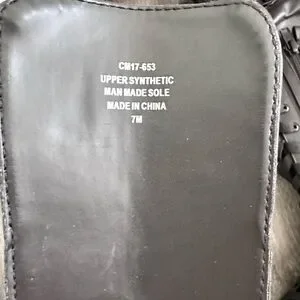 CM17-653
UPPER SYNTHETIC
MAN MADE SOLE
MADE IN CHINA
7M